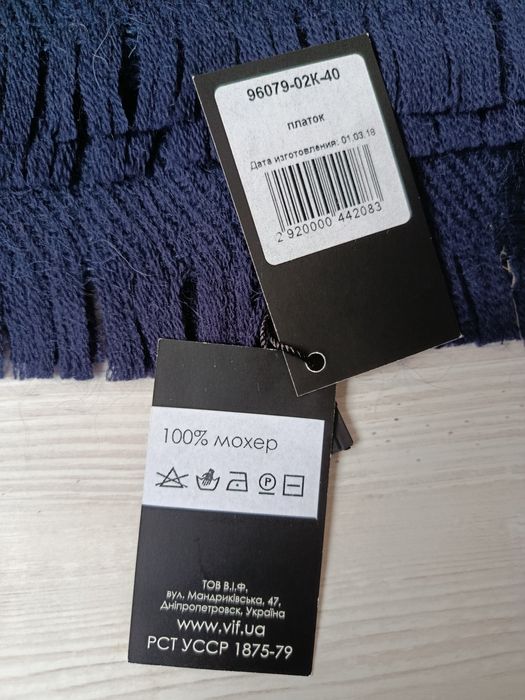 96079-02К-40
платок
Дата изготовления: 01.03.18
2 920000 442083
100% мохер
P
ТОВ В.І.Ф.
вул. Мандриківська, 47,
Дніпропетровск, Україна
www.vif.ua
РСТ УССР 1875-79